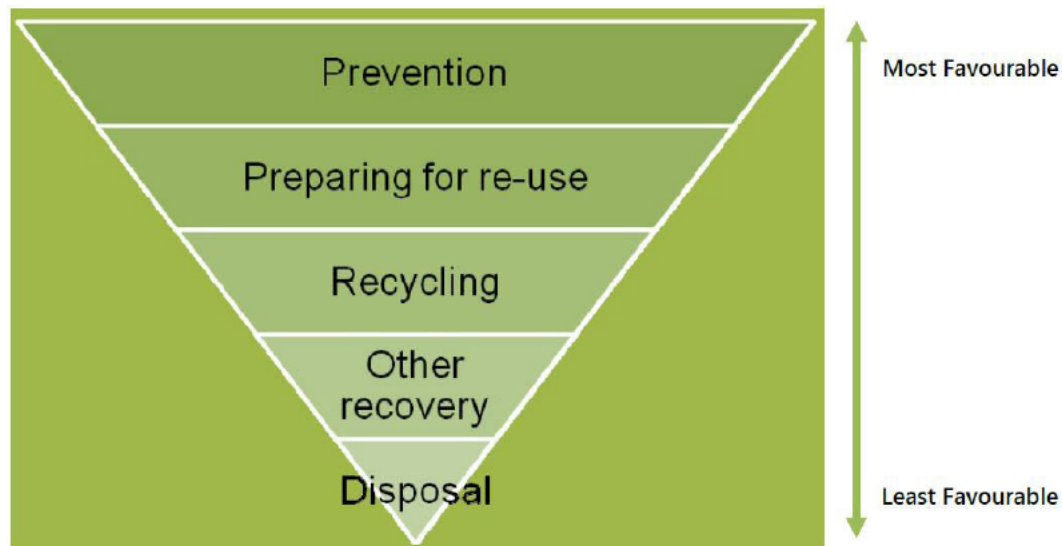 Prevention
Most Favourable
Preparing for re-use
Recycling
Other
recovery
Disposal
Least Favourable